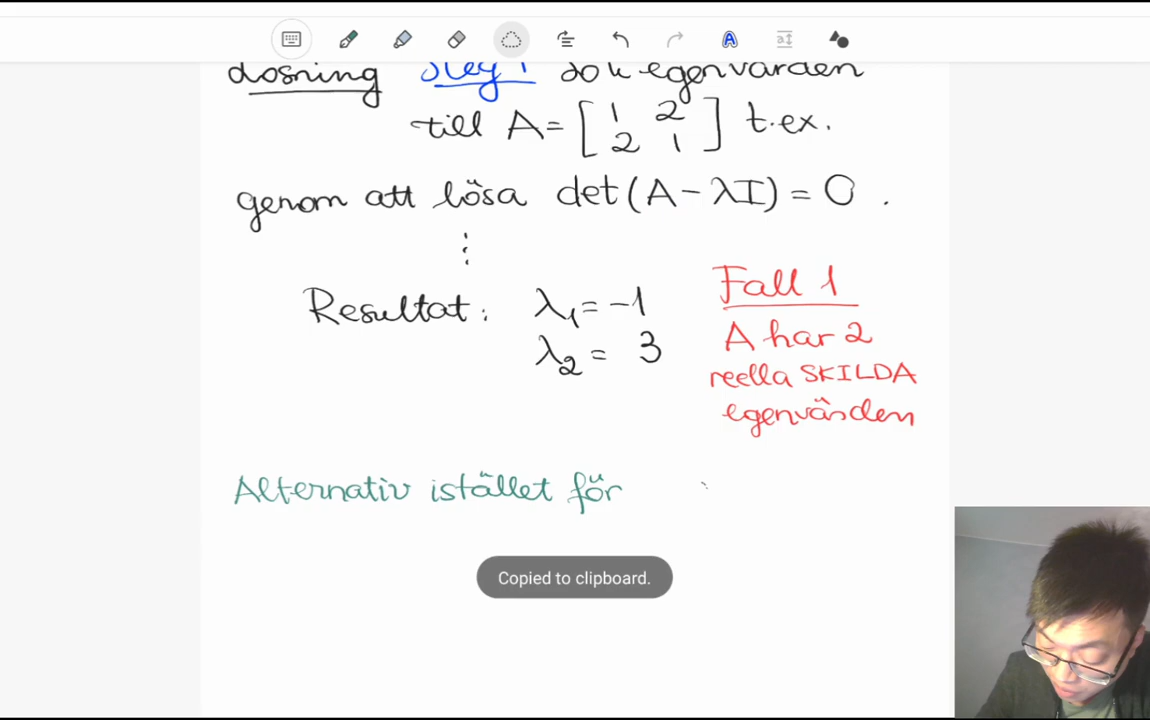 Lösning Steg 1 Sök egenvärden
till A= [ 1 2
2 1 ] t.ex.
genom att lösa det(A-λI)=0 .
⋮
Resultat: λ₁=-1
λ₂= 3
Fall 1
A har 2
reella SKILDA
egenvärden
Alternativ istället för
Copied to clipboard.